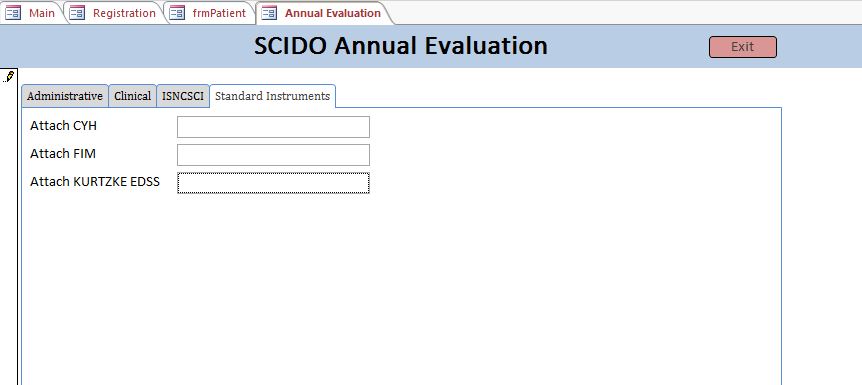 Main Registration frmPatient Annual Evaluation
SCIDO Annual Evaluation Exit
Administrative Clinical ISNCSCI Standard Instruments
Attach CYH
Attach FIM
Attach KURTZKE EDSS